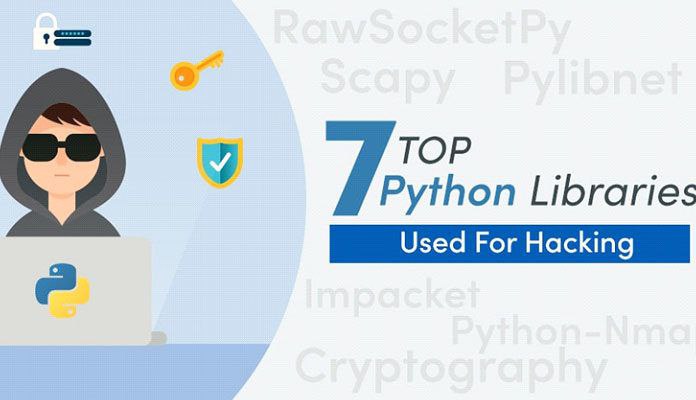 RawSocketPy
Scapy Pylibnet
7 TOP
Python Libraries
Used For Hacking
Impacket
Python-Nma
Cryptography